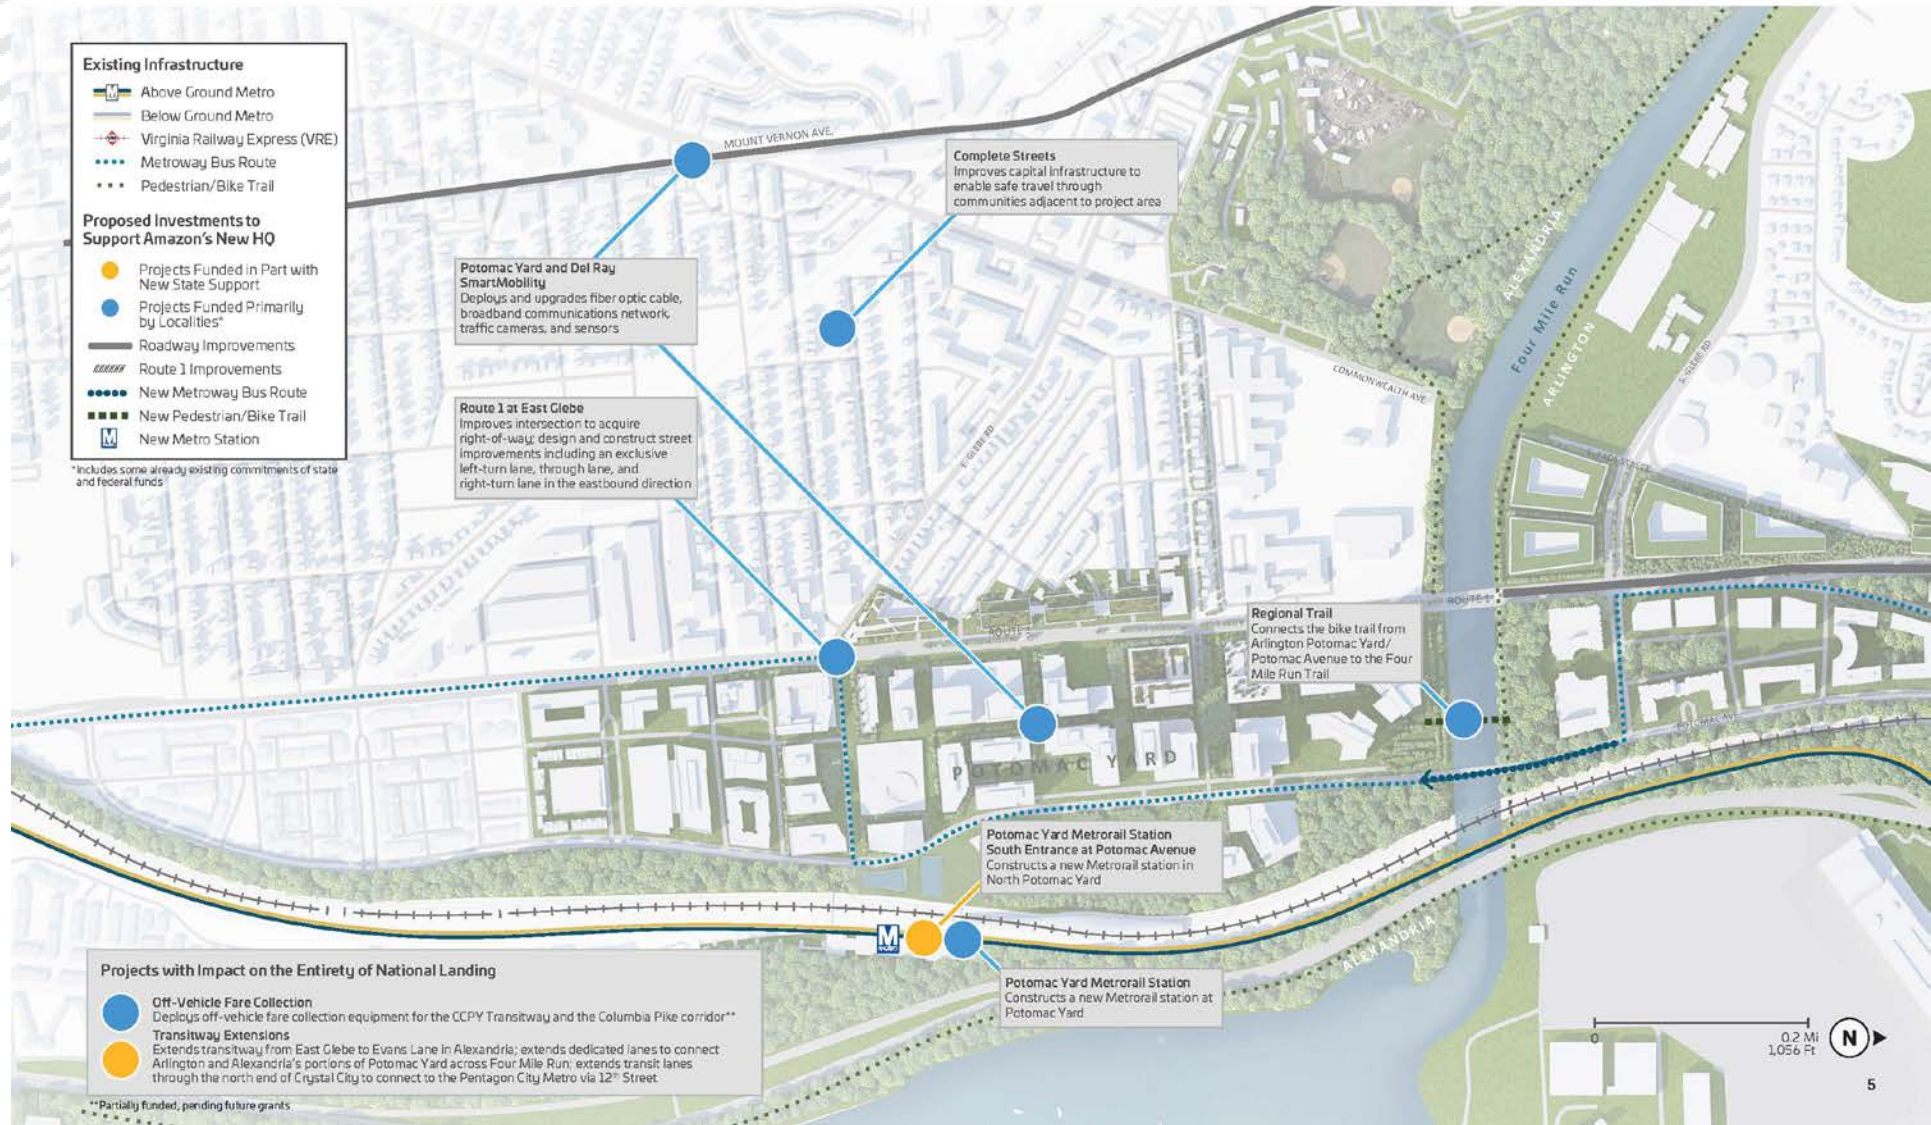 Existing Infrastructure
Above Ground Metro
Below Ground Metro
Virginia Railway Express (VRE)
Metroway Bus Route
Pedestrian/Bike Trail
Proposed Investments to
Support Amazon's New HQ
Projects Funded in Part with
New State Support
Projects Funded Primarily
by Localities*
Roadway Improvements
Route 1 Improvements
New Metroway Bus Route
New Pedestrian/Bike Trail
M New Metro Station
*Includes some already existing commitments of state
and federal funds
MOUNT VERNON AVE.
Complete Streets
Improves capital infrastructure to
enable safe travel through
communities adjacent to project area
Potomac Yard and Del Ray
SmartMobility
Deploys and upgrades fiber optic cable,
broadband communications network,
traffic cameras, and sensors
Route 1 at East Glebe
Improves intersection to acquire
right-of-way; design and construct street
improvements including an exclusive
left-turn lane, through lane, and
right-turn lane in the eastbound direction
E. GLEBE RD
COMMONWEALTH AVE.
ALEXANDRIA
Four Mile Run
ARLINGTON
S. GLEBE RD
ROUTE 1
ROUTE 1
Regional Trail
Connects the bike trail from
Arlington Potomac Yard/
Potomac Avenue to the Four
Mile Run Trail
POTOMAC AVE
POTOMAC YARD
Potomac Yard Metrorail Station
South Entrance at Potomac Avenue
Constructs a new Metrorail station in
North Potomac Yard
M
metro
Potomac Yard Metrorail Station
Constructs a new Metrorail station at
Potomac Yard
ALEXANDRIA
Projects with Impact on the Entirety of National Landing
Off-Vehicle Fare Collection
Deploys off-vehicle fare collection equipment for the CCPY Transitway and the Columbia Pike corridor**
Transitway Extensions
Extends transitway from East Glebe to Evans Lane in Alexandria; extends dedicated lanes to connect
Arlington and Alexandria's portions of Potomac Yard across Four Mile Run; extends transit lanes
through the north end of Crystal City to connect to the Pentagon City Metro via 12th Street
**Partially funded, pending future grants
0 0.2 Mi
1,056 Ft
N
5